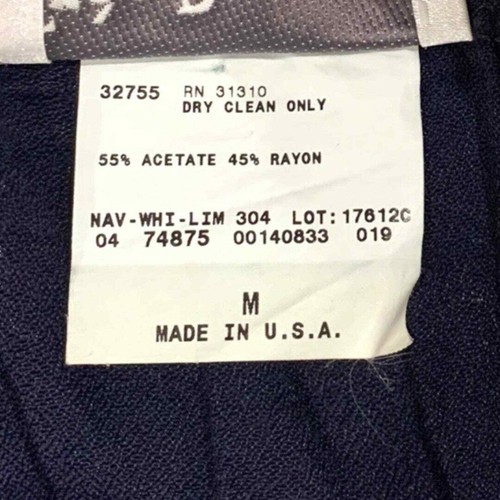 32755 RN 31310
DRY CLEAN ONLY
55% ACETATE 45% RAYON
NAV-WHI-LIM 304 LOT:17612C
04 74875 00140833 019
M
MADE IN U.S.A.